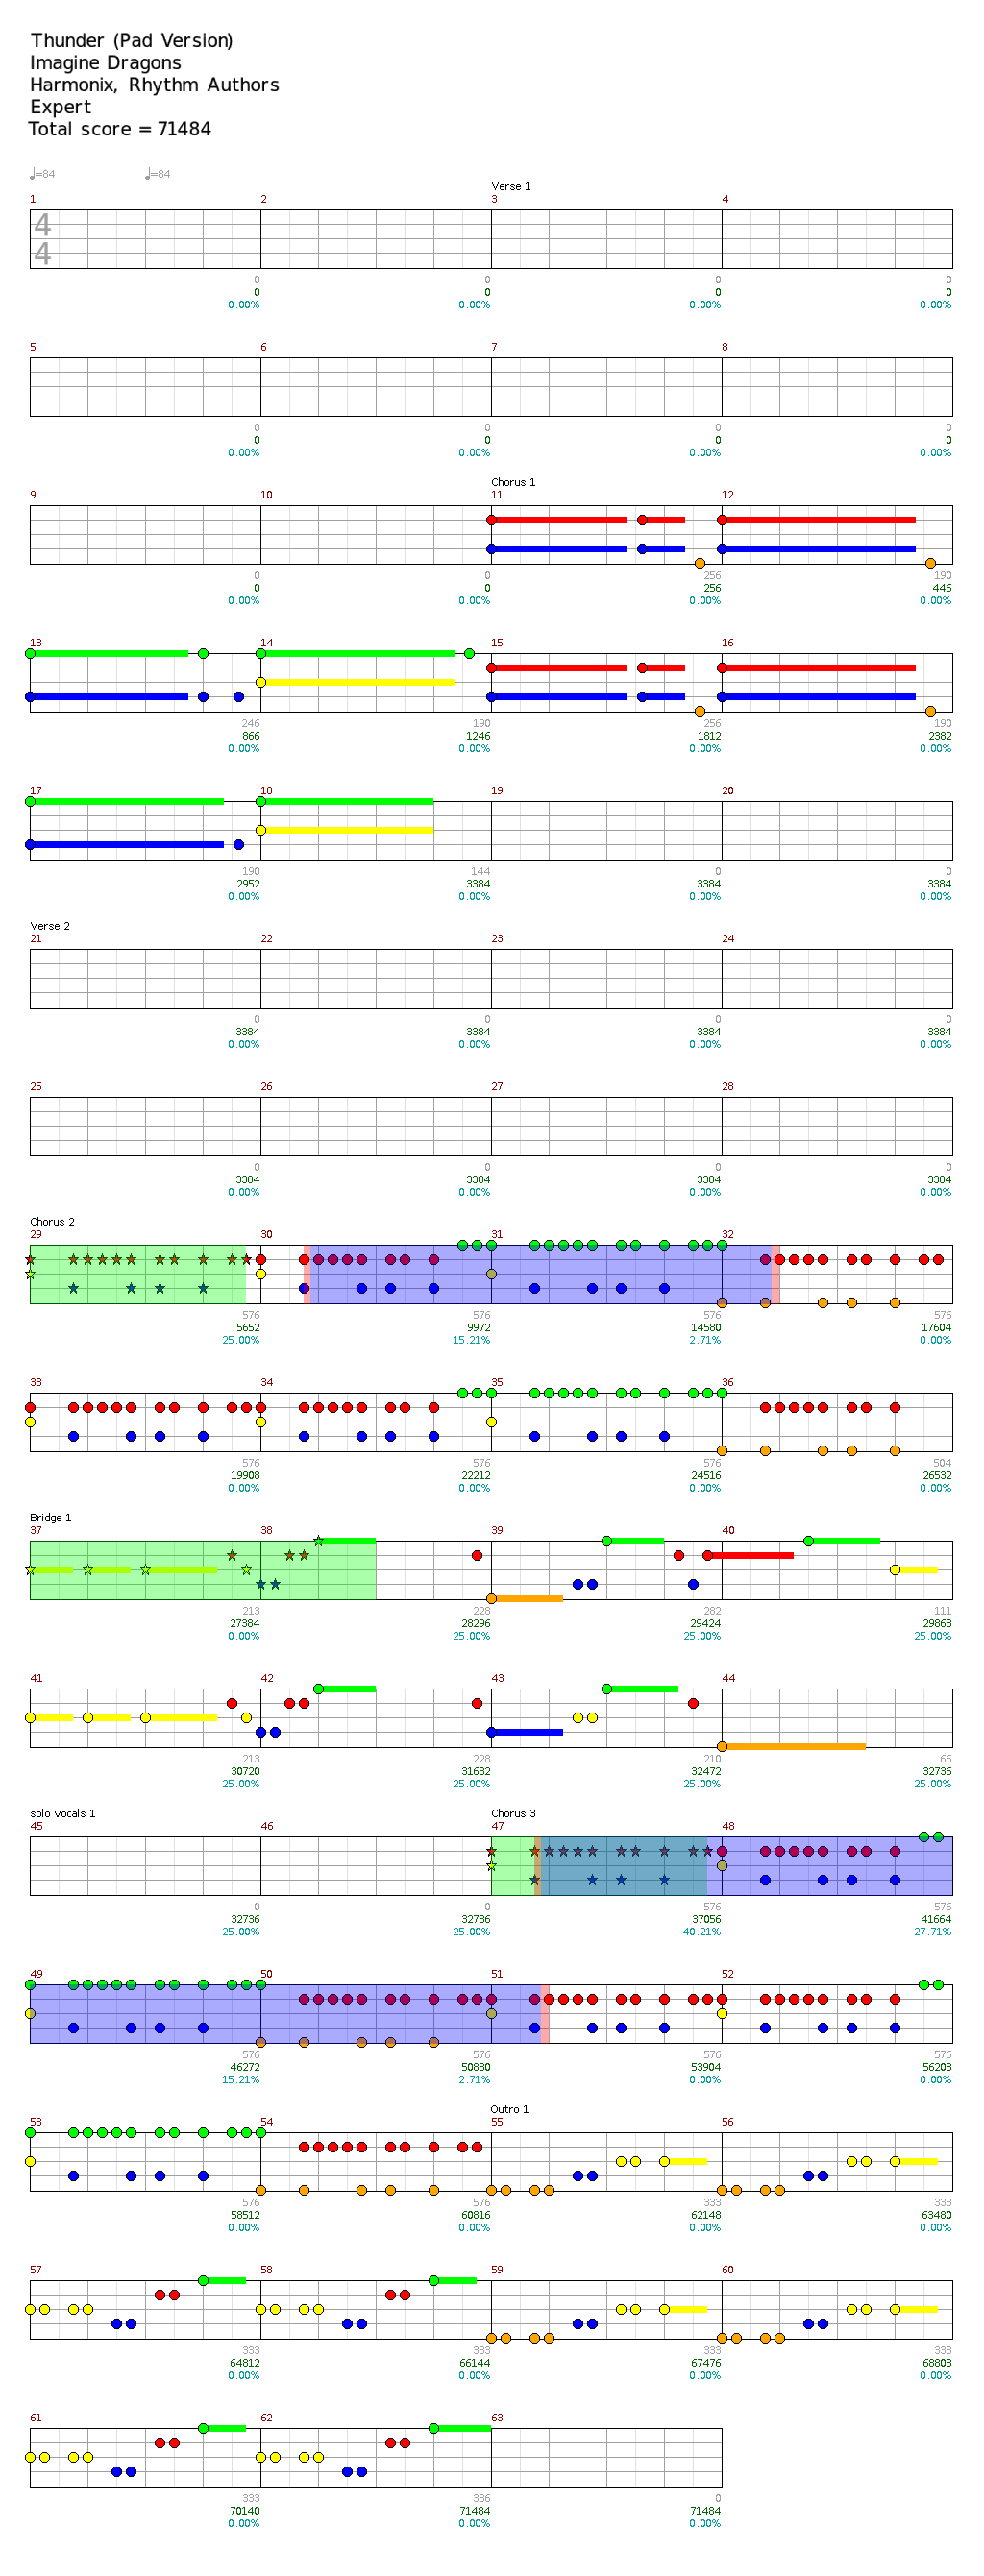 Thunder (Pad Version)
Imagine Dragons
Harmonix, Rhythm Authors
Expert
Total score = 71484
♩=84 ♩=84
Verse 1
1 2 3 4
4
4
0 0 0 0
0 0 0 0
0.00% 0.00% 0.00% 0.00%
5 6 7 8
0 0 0 0
0 0 0 0
0.00% 0.00% 0.00% 0.00%
Chorus 1
9 10 11 12
0 0 256 190
0 0 256 446
0.00% 0.00% 0.00% 0.00%
13 14 15 16
246 190 256 190
866 1246 1812 2382
0.00% 0.00% 0.00% 0.00%
17 18 19 20
190 144 0 0
2952 3384 3384 3384
0.00% 0.00% 0.00% 0.00%
Verse 2
21 22 23 24
0 0 0 0
3384 3384 3384 3384
0.00% 0.00% 0.00% 0.00%
25 26 27 28
0 0 0 0
3384 3384 3384 3384
0.00% 0.00% 0.00% 0.00%
Chorus 2
29 30 31 32
576 576 576 576
5652 9972 14580 17604
25.00% 15.21% 2.71% 0.00%
33 34 35 36
576 576 576 504
19908 22212 24516 26532
0.00% 0.00% 0.00% 0.00%
Bridge 1
37 38 39 40
213 228 282 111
27384 28296 29424 29868
0.00% 25.00% 25.00% 25.00%
41 42 43 44
213 228 210 66
30720 31632 32472 32736
25.00% 25.00% 25.00% 25.00%
solo vocals 1 Chorus 3
45 46 47 48
0 0 576 576
32736 32736 37056 41664
25.00% 25.00% 40.21% 27.71%
49 50 51 52
576 576 576 576
46272 50880 53904 56208
15.21% 2.71% 0.00% 0.00%
Outro 1
53 54 55 56
576 576 333 333
58512 60816 62148 63480
0.00% 0.00% 0.00% 0.00%
57 58 59 60
333 333 333 333
64812 66144 67476 68808
0.00% 0.00% 0.00% 0.00%
61 62 63
333 336 0
70140 71484 71484
0.00% 0.00% 0.00%